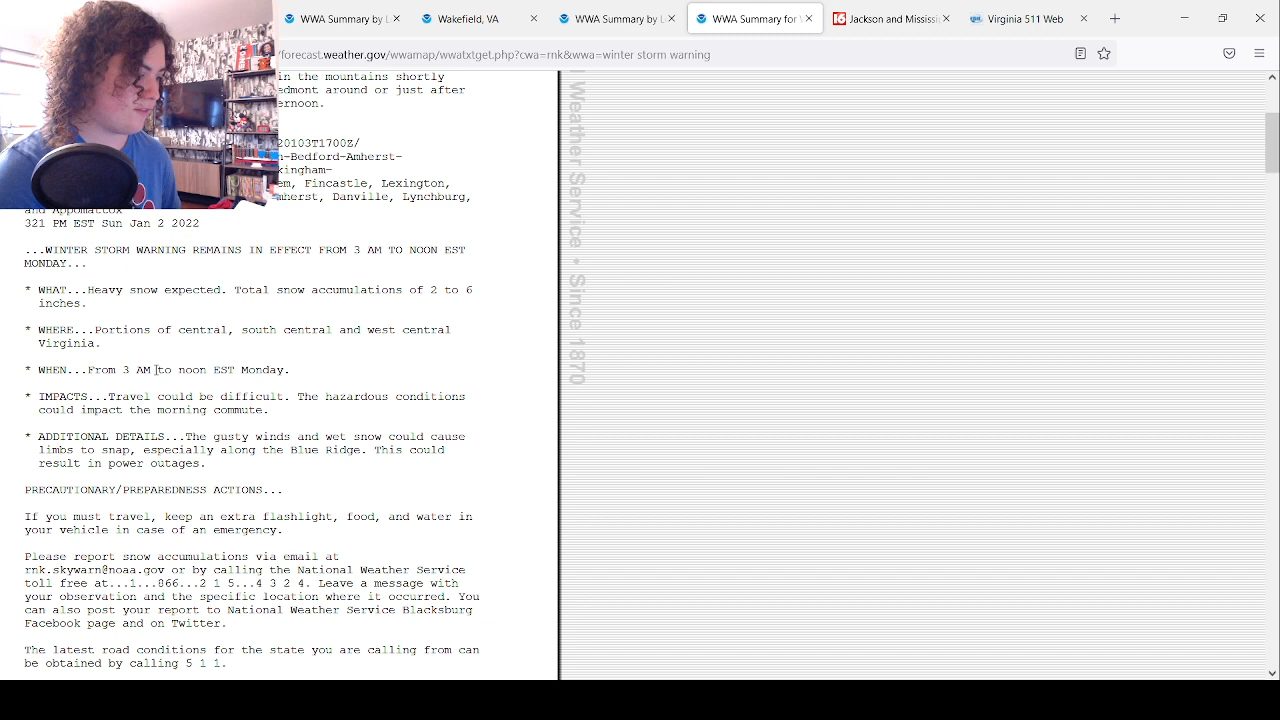 WWA Summary by L
Wakefield, VA
WWA Summary by L
WWA Summary for
Jackson and Mississi
Virginia 511 Web
/forecast.weather.gov/wwamap/wwatxtget.php?cwa=rnk&wwa=winter storm warning
in the mountains shortly
edmont around or just after
ernoon.
20103T1700Z/
n-Bedford-Amherst-
kingham-
em, Fincastle, Lexington,
mherst, Danville, Lynchburg,
and Appomattox
321 PM EST Sun Jan 2 2022
...WINTER STORM WARNING REMAINS IN EFFECT FROM 3 AM TO NOON EST
MONDAY...
* WHAT...Heavy snow expected. Total snow accumulations of 2 to 6
inches.
* WHERE...Portions of central, south central and west central
Virginia.
* WHEN...From 3 AM to noon EST Monday.
* IMPACTS...Travel could be difficult. The hazardous conditions
could impact the morning commute.
* ADDITIONAL DETAILS...The gusty winds and wet snow could cause
limbs to snap, especially along the Blue Ridge. This could
result in power outages.
PRECAUTIONARY/PREPAREDNESS ACTIONS...
If you must travel, keep an extra flashlight, food, and water in
your vehicle in case of an emergency.
Please report snow accumulations via email at
rnk.skywarn@noaa.gov or by calling the National Weather Service
toll free at...1...866...2 1 5...4 3 2 4. Leave a message with
your observation and the specific location where it occurred. You
can also post your report to National Weather Service Blacksburg
Facebook page and on Twitter.
The latest road conditions for the state you are calling from can
be obtained by calling 5 1 1.
l Weather Service • Since 1870